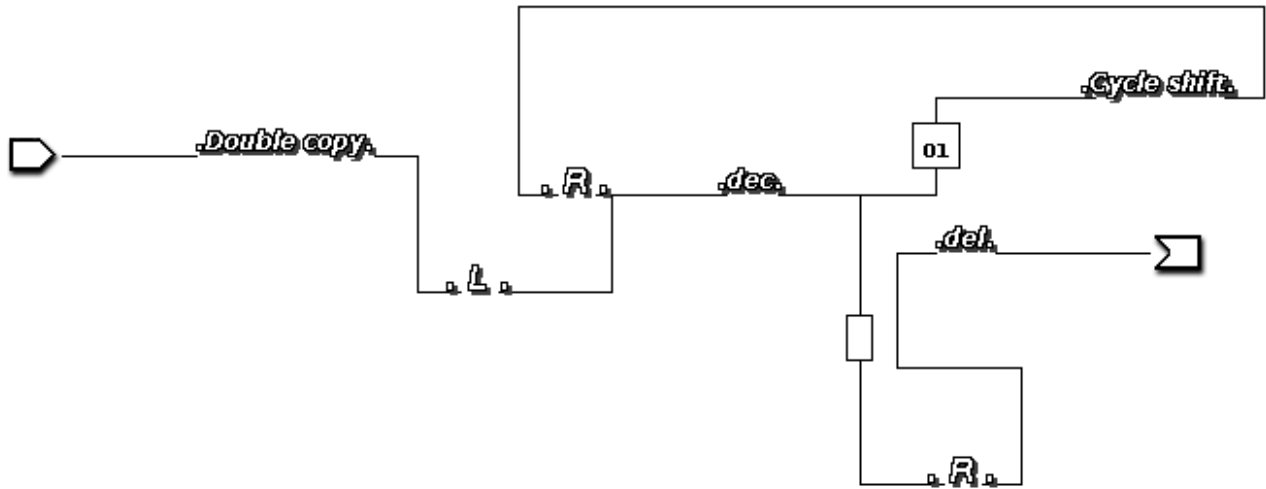 .Cycle shift.
.Double copy.
01
. R .
.dec.
.del.
. L .
. R .